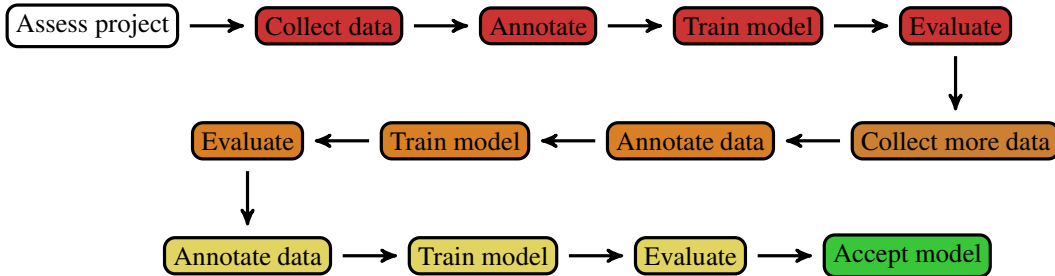 Assess project Collect data Annotate Train model Evaluate
Evaluate Train model Annotate data Collect more data
Annotate data Train model Evaluate Accept model